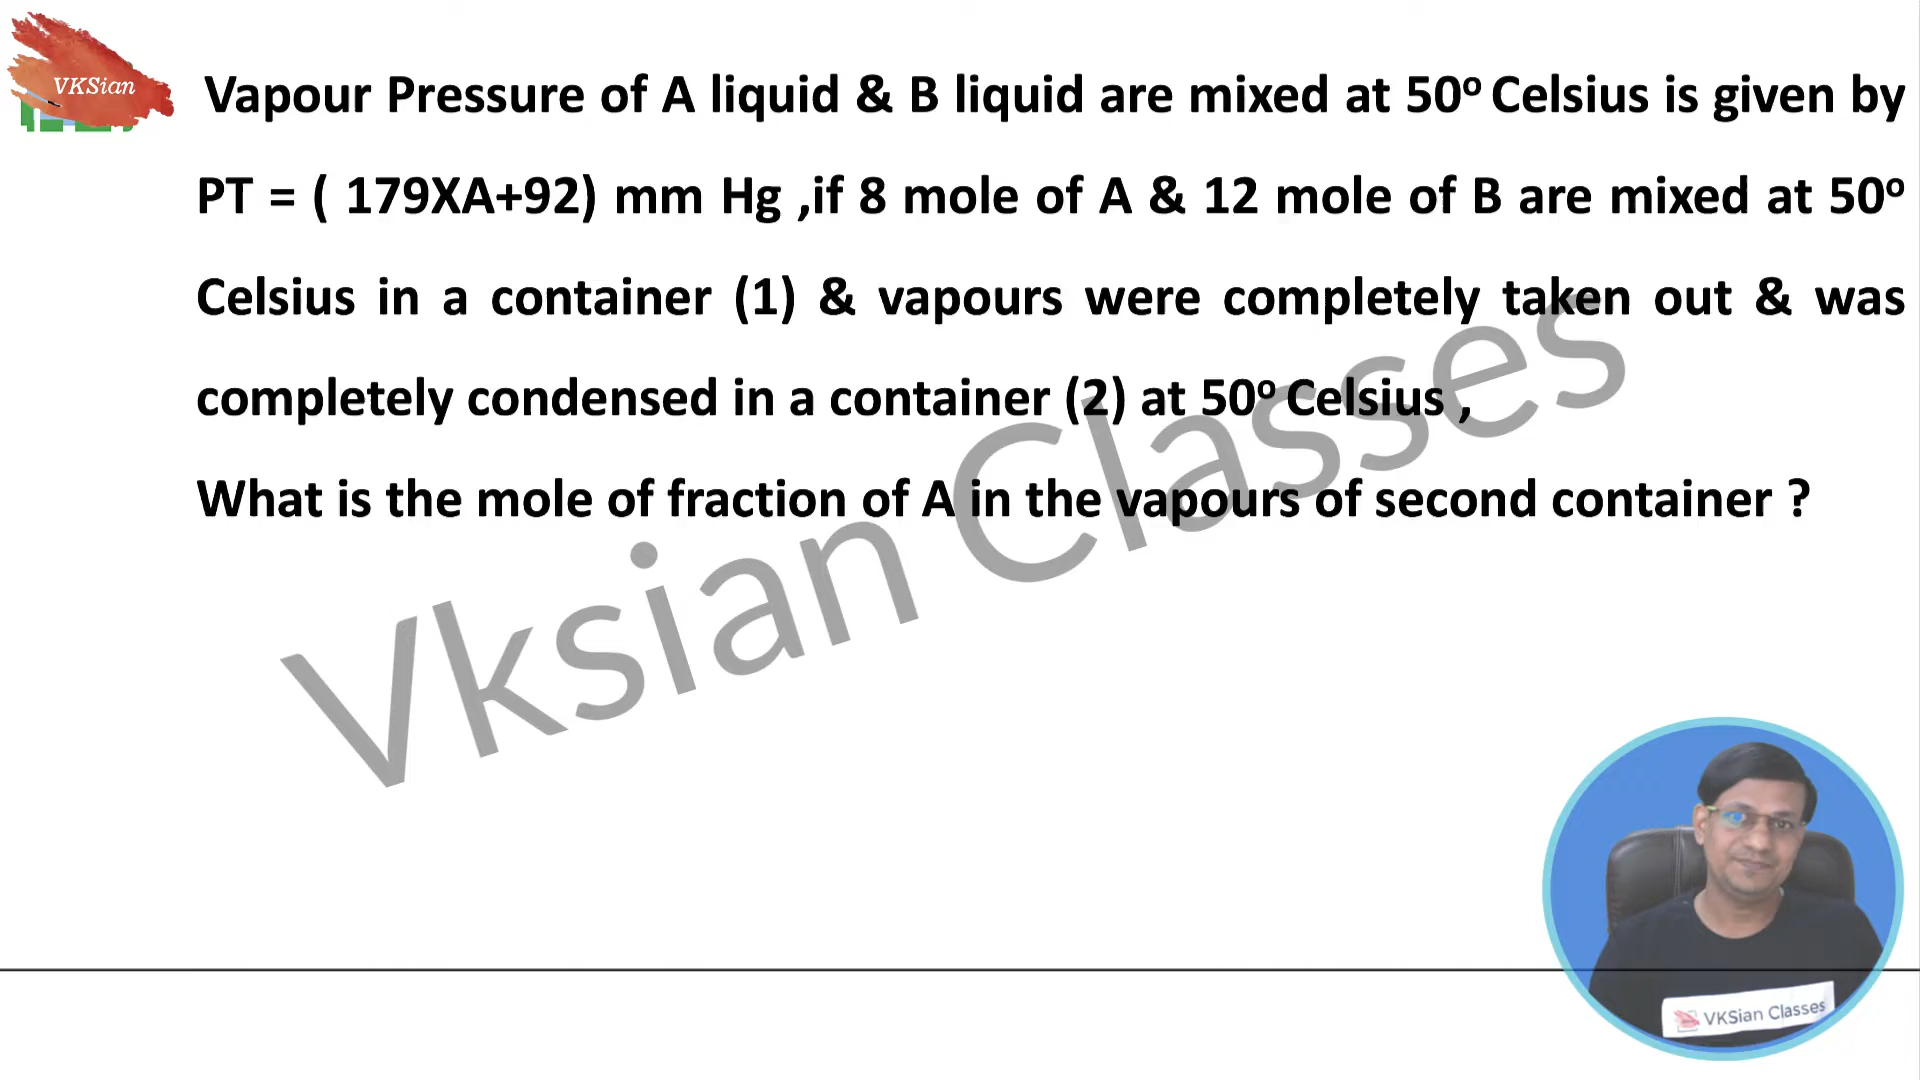 VKSian
Vapour Pressure of A liquid & B liquid are mixed at 50º Celsius is given by
PT = ( 179XA+92) mm Hg ,if 8 mole of A & 12 mole of B are mixed at 50º
Celsius in a container (1) & vapours were completely taken out & was
completely condensed in a container (2) at 50º Celsius ,
What is the mole of fraction of A in the vapours of second container ?
Vksian Classes
VKSian Classes